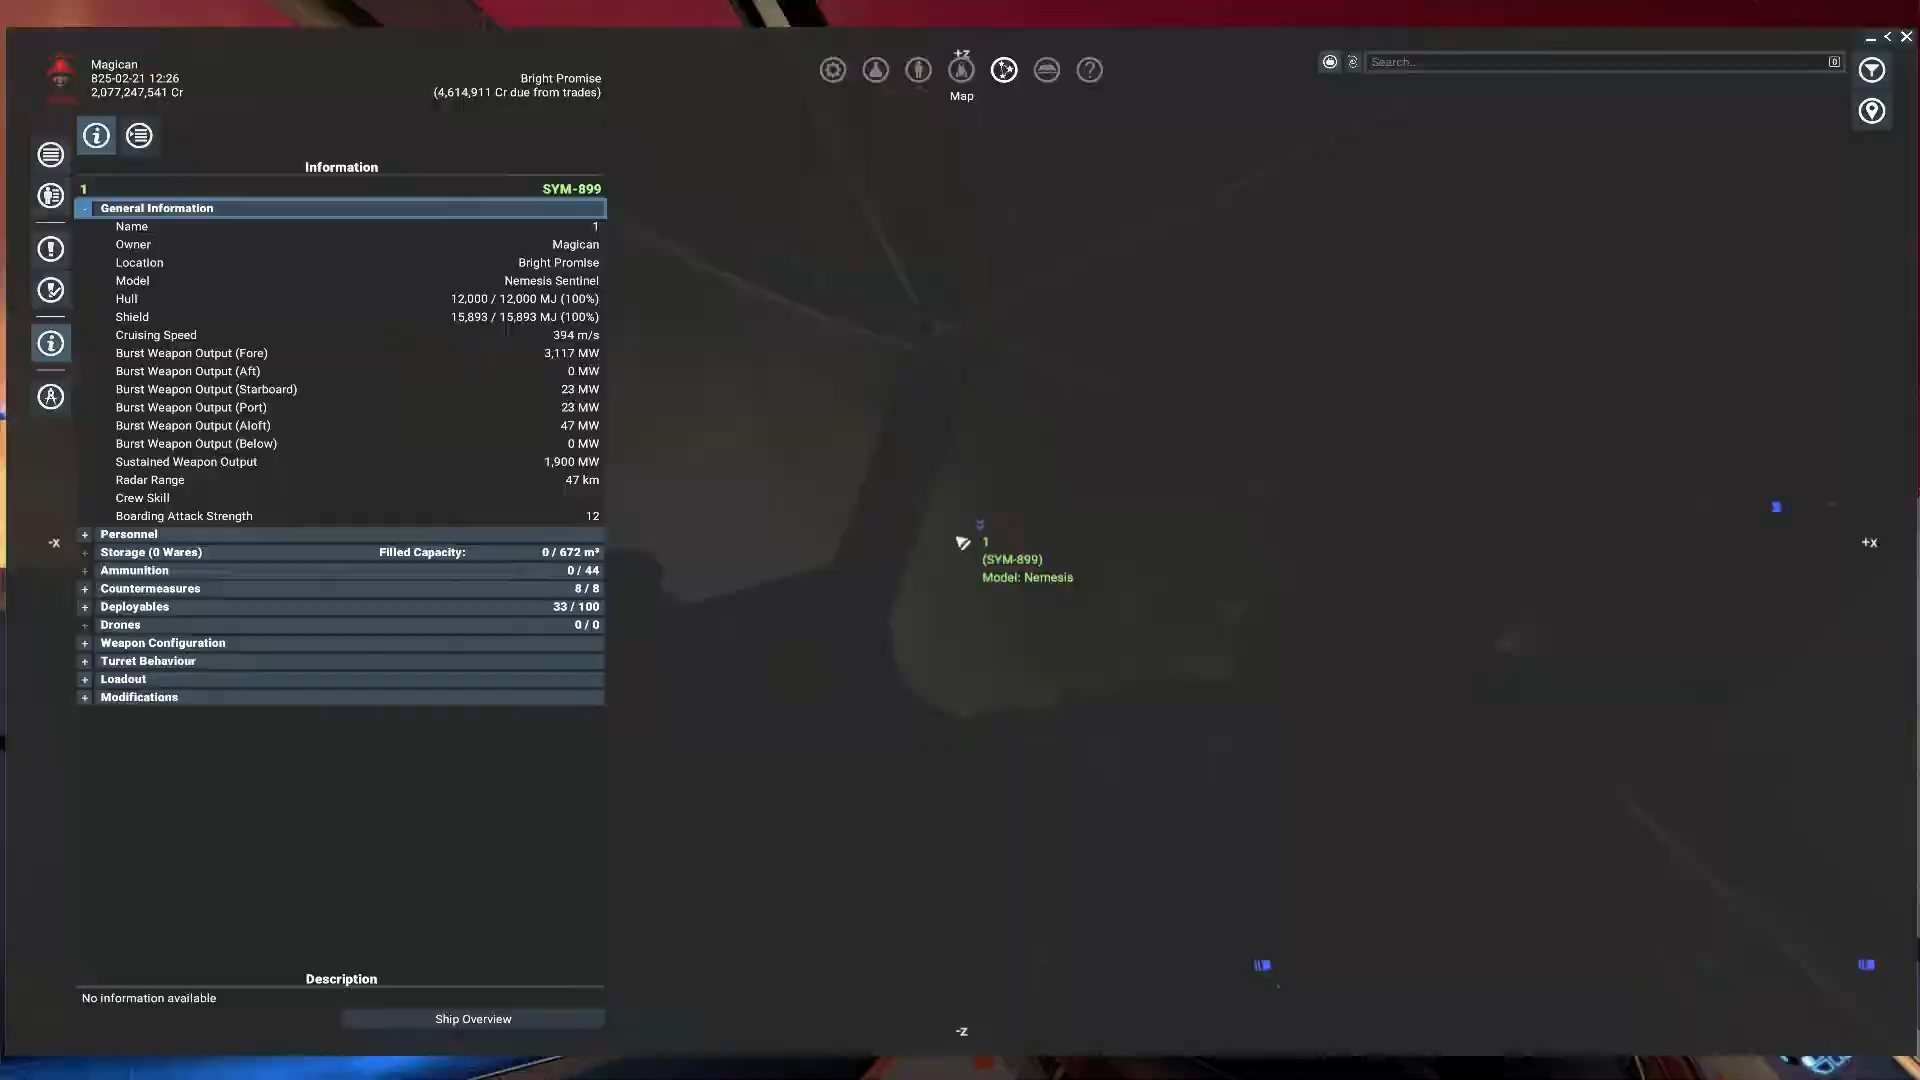 Magican
825-02-21 12:26
2,077,247,541 Cr
Bright Promise
(4,614,911 Cr due from trades)
+Z
Map
Search...
Information
1 SYM-899
- General Information
Name 1
Owner Magican
Location Bright Promise
Model Nemesis Sentinel
Hull 12,000 / 12,000 MJ (100%)
Shield 15,893 / 15,893 MJ (100%)
Cruising Speed 394 m/s
Burst Weapon Output (Fore) 3,117 MW
Burst Weapon Output (Aft) 0 MW
Burst Weapon Output (Starboard) 23 MW
Burst Weapon Output (Port) 23 MW
Burst Weapon Output (Aloft) 47 MW
Burst Weapon Output (Below) 0 MW
Sustained Weapon Output 1,900 MW
Radar Range 47 km
Crew Skill
Boarding Attack Strength 12
+ Personnel
+ Storage (0 Wares) Filled Capacity: 0 / 672 m³
+ Ammunition 0 / 44
+ Countermeasures 8 / 8
+ Deployables 33 / 100
+ Drones 0 / 0
+ Weapon Configuration
+ Turret Behaviour
+ Loadout
+ Modifications
-X
1
(SYM-899)
Model: Nemesis
+X
Description
No information available
Ship Overview
-Z